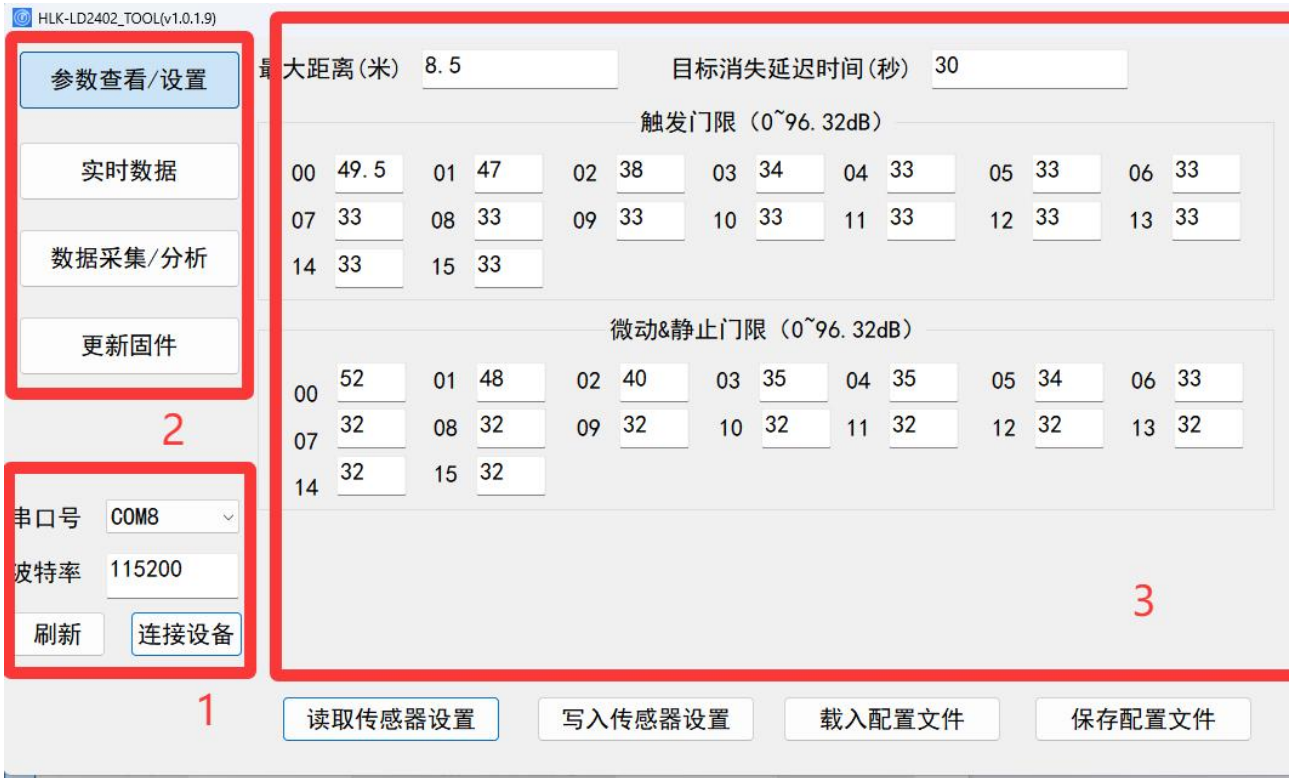 HLK-LD2402_TOOL(v1.0.1.9)
参数查看/设置
实时数据
数据采集/分析
更新固件
2
串口号 COM8
波特率 115200
刷新 连接设备
1
最大距离(米) 8.5 目标消失延迟时间(秒) 30
触发门限（0~96.32dB）
00 49.5 01 47 02 38 03 34 04 33 05 33 06 33
07 33 08 33 09 33 10 33 11 33 12 33 13 33
14 33 15 33
微动&静止门限（0~96.32dB）
00 52 01 48 02 40 03 35 04 35 05 34 06 33
07 32 08 32 09 32 10 32 11 32 12 32 13 32
14 32 15 32
3
读取传感器设置 写入传感器设置 载入配置文件 保存配置文件